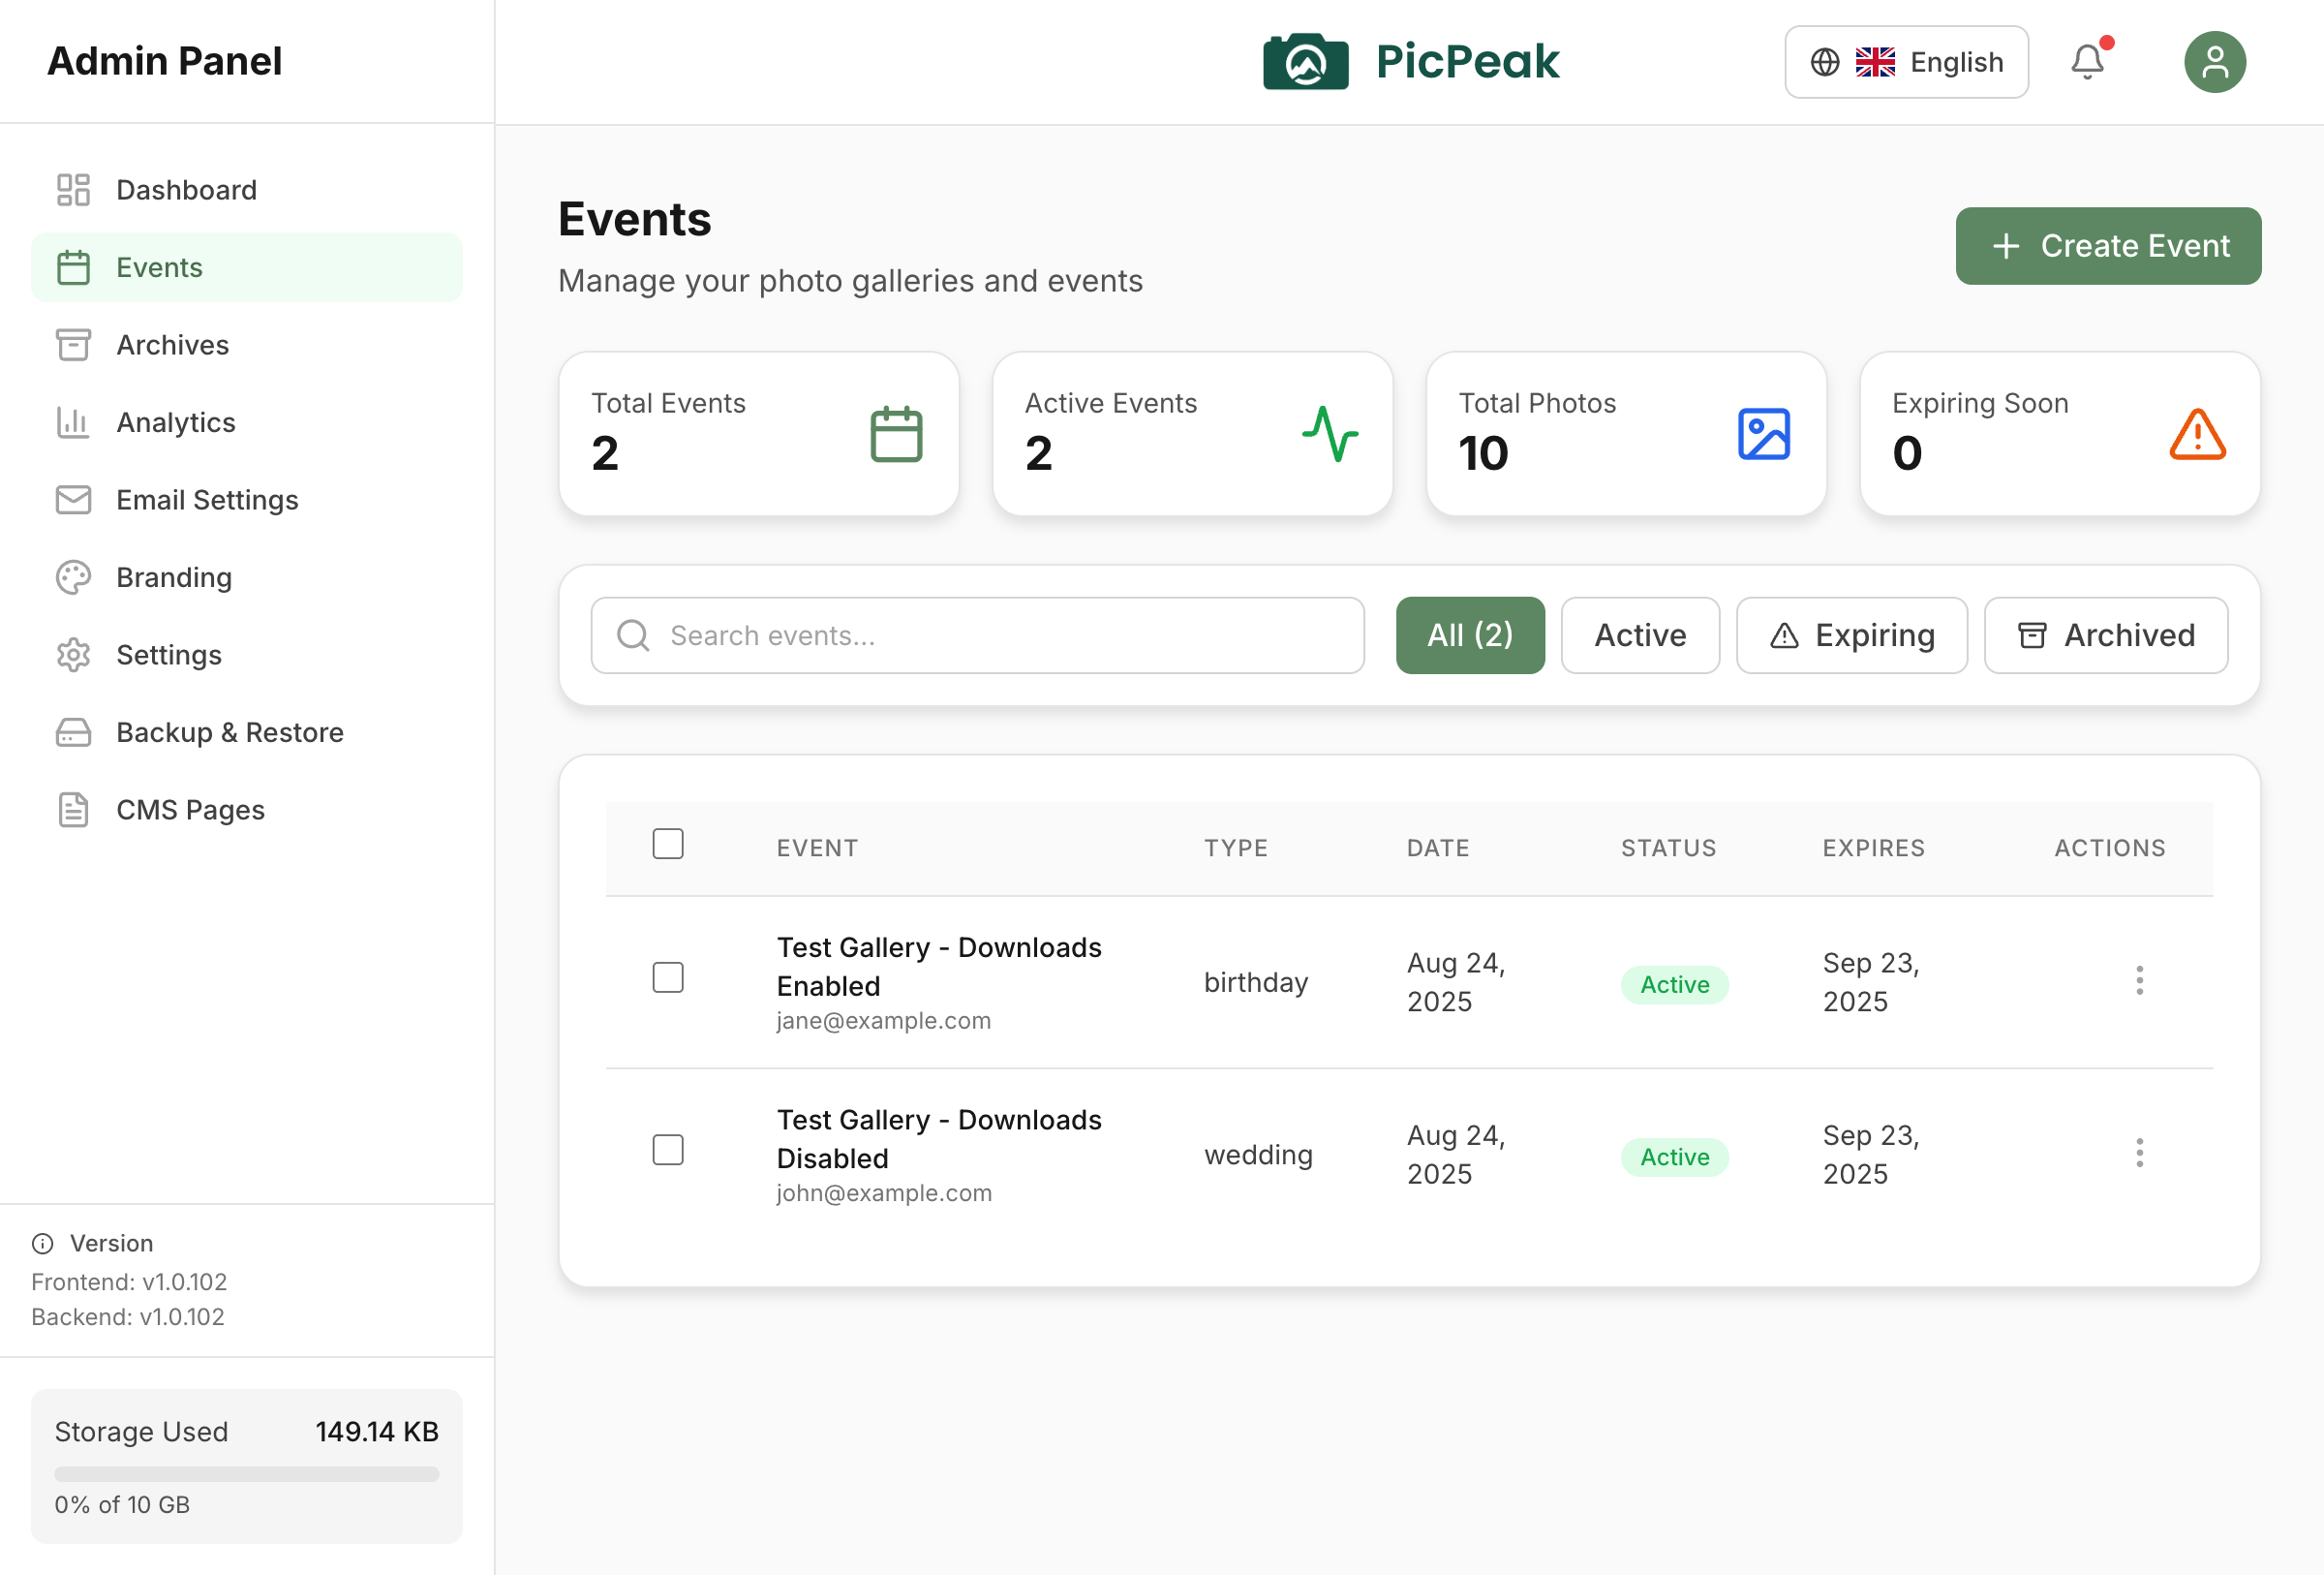 Admin Panel
PicPeak
English
Dashboard
Events
Archives
Analytics
Email Settings
Branding
Settings
Backup & Restore
CMS Pages
Version
Frontend: v1.0.102
Backend: v1.0.102
Storage Used 149.14 KB
0% of 10 GB
Events
Manage your photo galleries and events
Create Event
Total Events
2
Active Events
2
Total Photos
10
Expiring Soon
0
Search events...
All (2)
Active
Expiring
Archived
EVENT TYPE DATE STATUS EXPIRES ACTIONS
Test Gallery - Downloads
Enabled
jane@example.com
birthday
Aug 24,
2025
Active
Sep 23,
2025
Test Gallery - Downloads
Disabled
john@example.com
wedding
Aug 24,
2025
Active
Sep 23,
2025